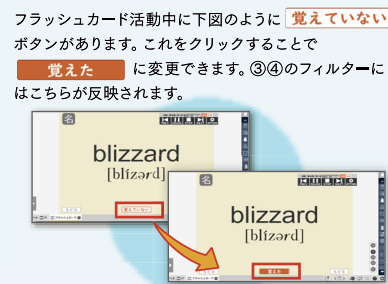 フラッシュカード活動中に下図のように 覚えていない
ボタンがあります。これをクリックすることで
覚えた に変更できます。③④のフィルターに
はこちらが反映されます。
名
blizzard
[blízərd]
覚えていない
名
blizzard
[blízərd]
覚えた